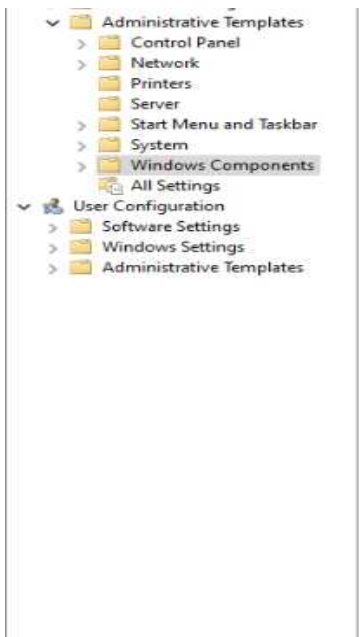 Administrative Templates
Control Panel
Network
Printers
Server
Start Menu and Taskbar
System
Windows Components
All Settings
User Configuration
Software Settings
Windows Settings
Administrative Templates